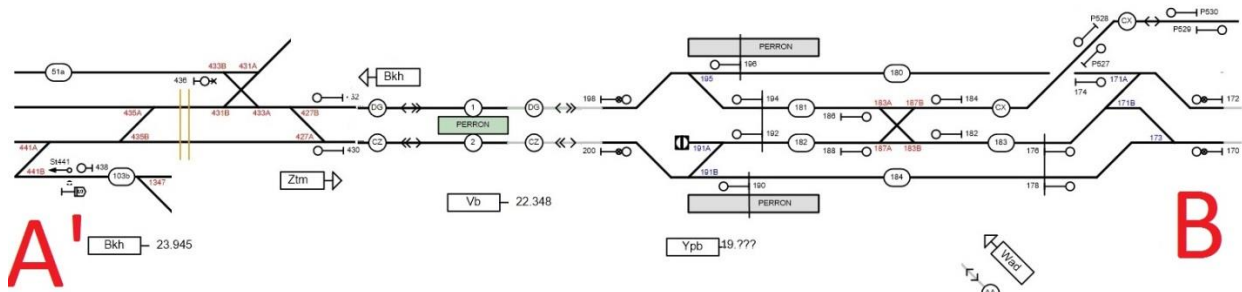 P528
CX
P530
P529
P527
51a
436
433B
431A
Bkh
PERRON
196
195
180
174
171A
DG
1
DG
198
194
181
183A
187B
184
CX
171B
172
435A
431B
433A
427B
PERRON
186
192
435B
427A
430
CZ
2
CZ
200
191A
182
188
187A
183B
182
183
176
173
170
441A
St441
438
441B
103b
1347
Ztm
191B
190
184
178
PERRON
Vb
22.348
A'
Bkh
23.945
Ypb
19.???
Wad
B